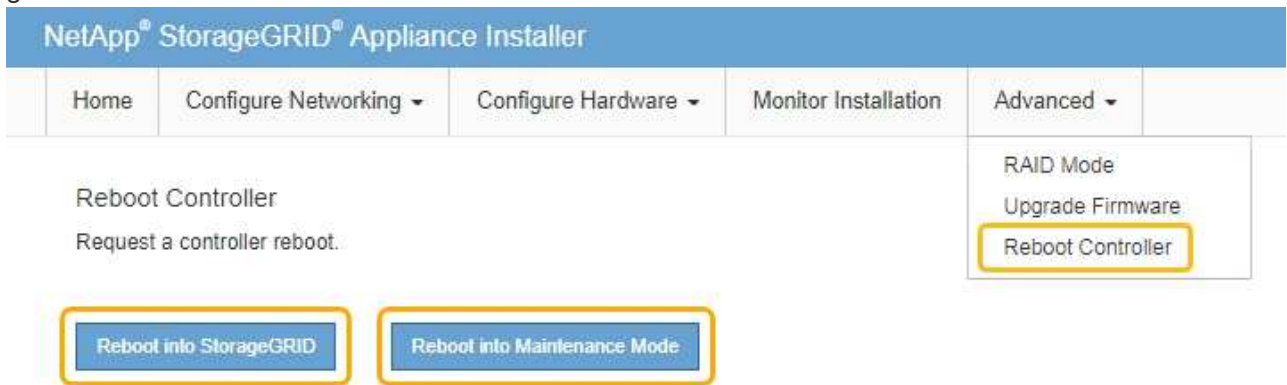 NetApp® StorageGRID® Appliance Installer
Home Configure Networking Configure Hardware Monitor Installation Advanced
RAID Mode
Upgrade Firmware
Reboot Controller
Reboot Controller
Request a controller reboot.
Reboot into StorageGRID Reboot into Maintenance Mode